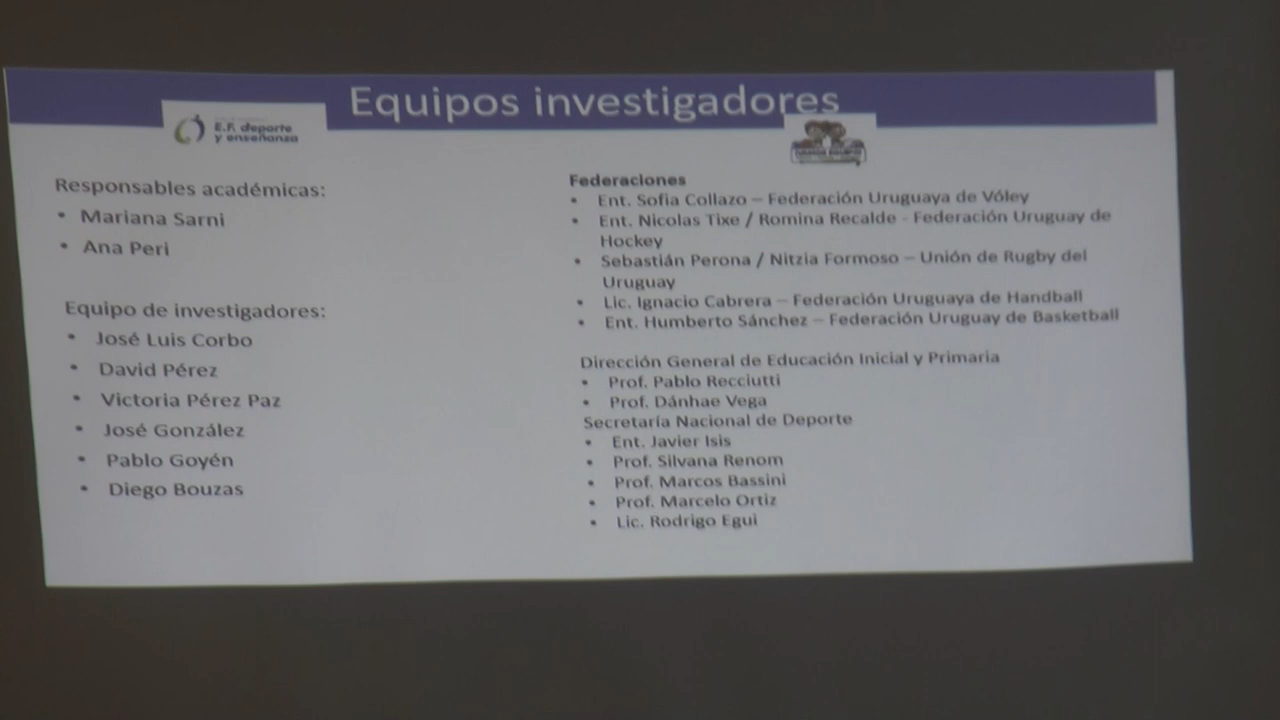 Equipos investigadores
E.F. deporte
y enseñanza
Responsables académicas:
• Mariana Sarni
• Ana Peri
Equipo de investigadores:
• José Luis Corbo
• David Pérez
• Victoria Pérez Paz
• José González
• Pablo Goyén
• Diego Bouzas
Federaciones
• Ent. Sofia Collazo – Federación Uruguaya de Vóley
• Ent. Nicolas Tixe / Romina Recalde - Federación Uruguay de
Hockey
• Sebastián Perona / Nitzia Formoso – Unión de Rugby del
Uruguay
• Lic. Ignacio Cabrera – Federación Uruguaya de Handball
• Ent. Humberto Sánchez – Federación Uruguay de Basketball
Dirección General de Educación Inicial y Primaria
• Prof. Pablo Recciutti
• Prof. Dánhae Vega
Secretaría Nacional de Deporte
• Ent. Javier Isis
• Prof. Silvana Renom
• Prof. Marcos Bassini
• Prof. Marcelo Ortiz
• Lic. Rodrigo Egui